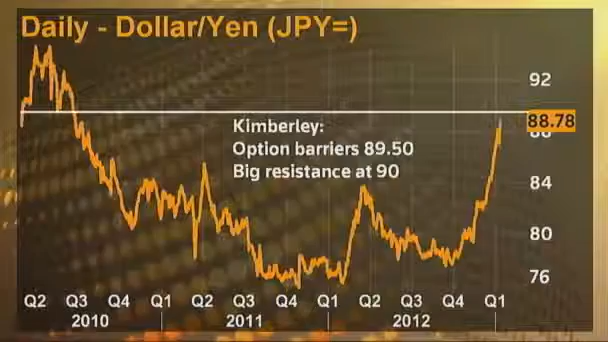 Daily - Dollar/Yen (JPY=)
92
Kimberley:
Option barriers 89.50
Big resistance at 90
88.78
88
84
80
76
Q2 Q3 Q4 Q1 Q2 Q3 Q4 Q1 Q2 Q3 Q4 Q1
2010 2011 2012